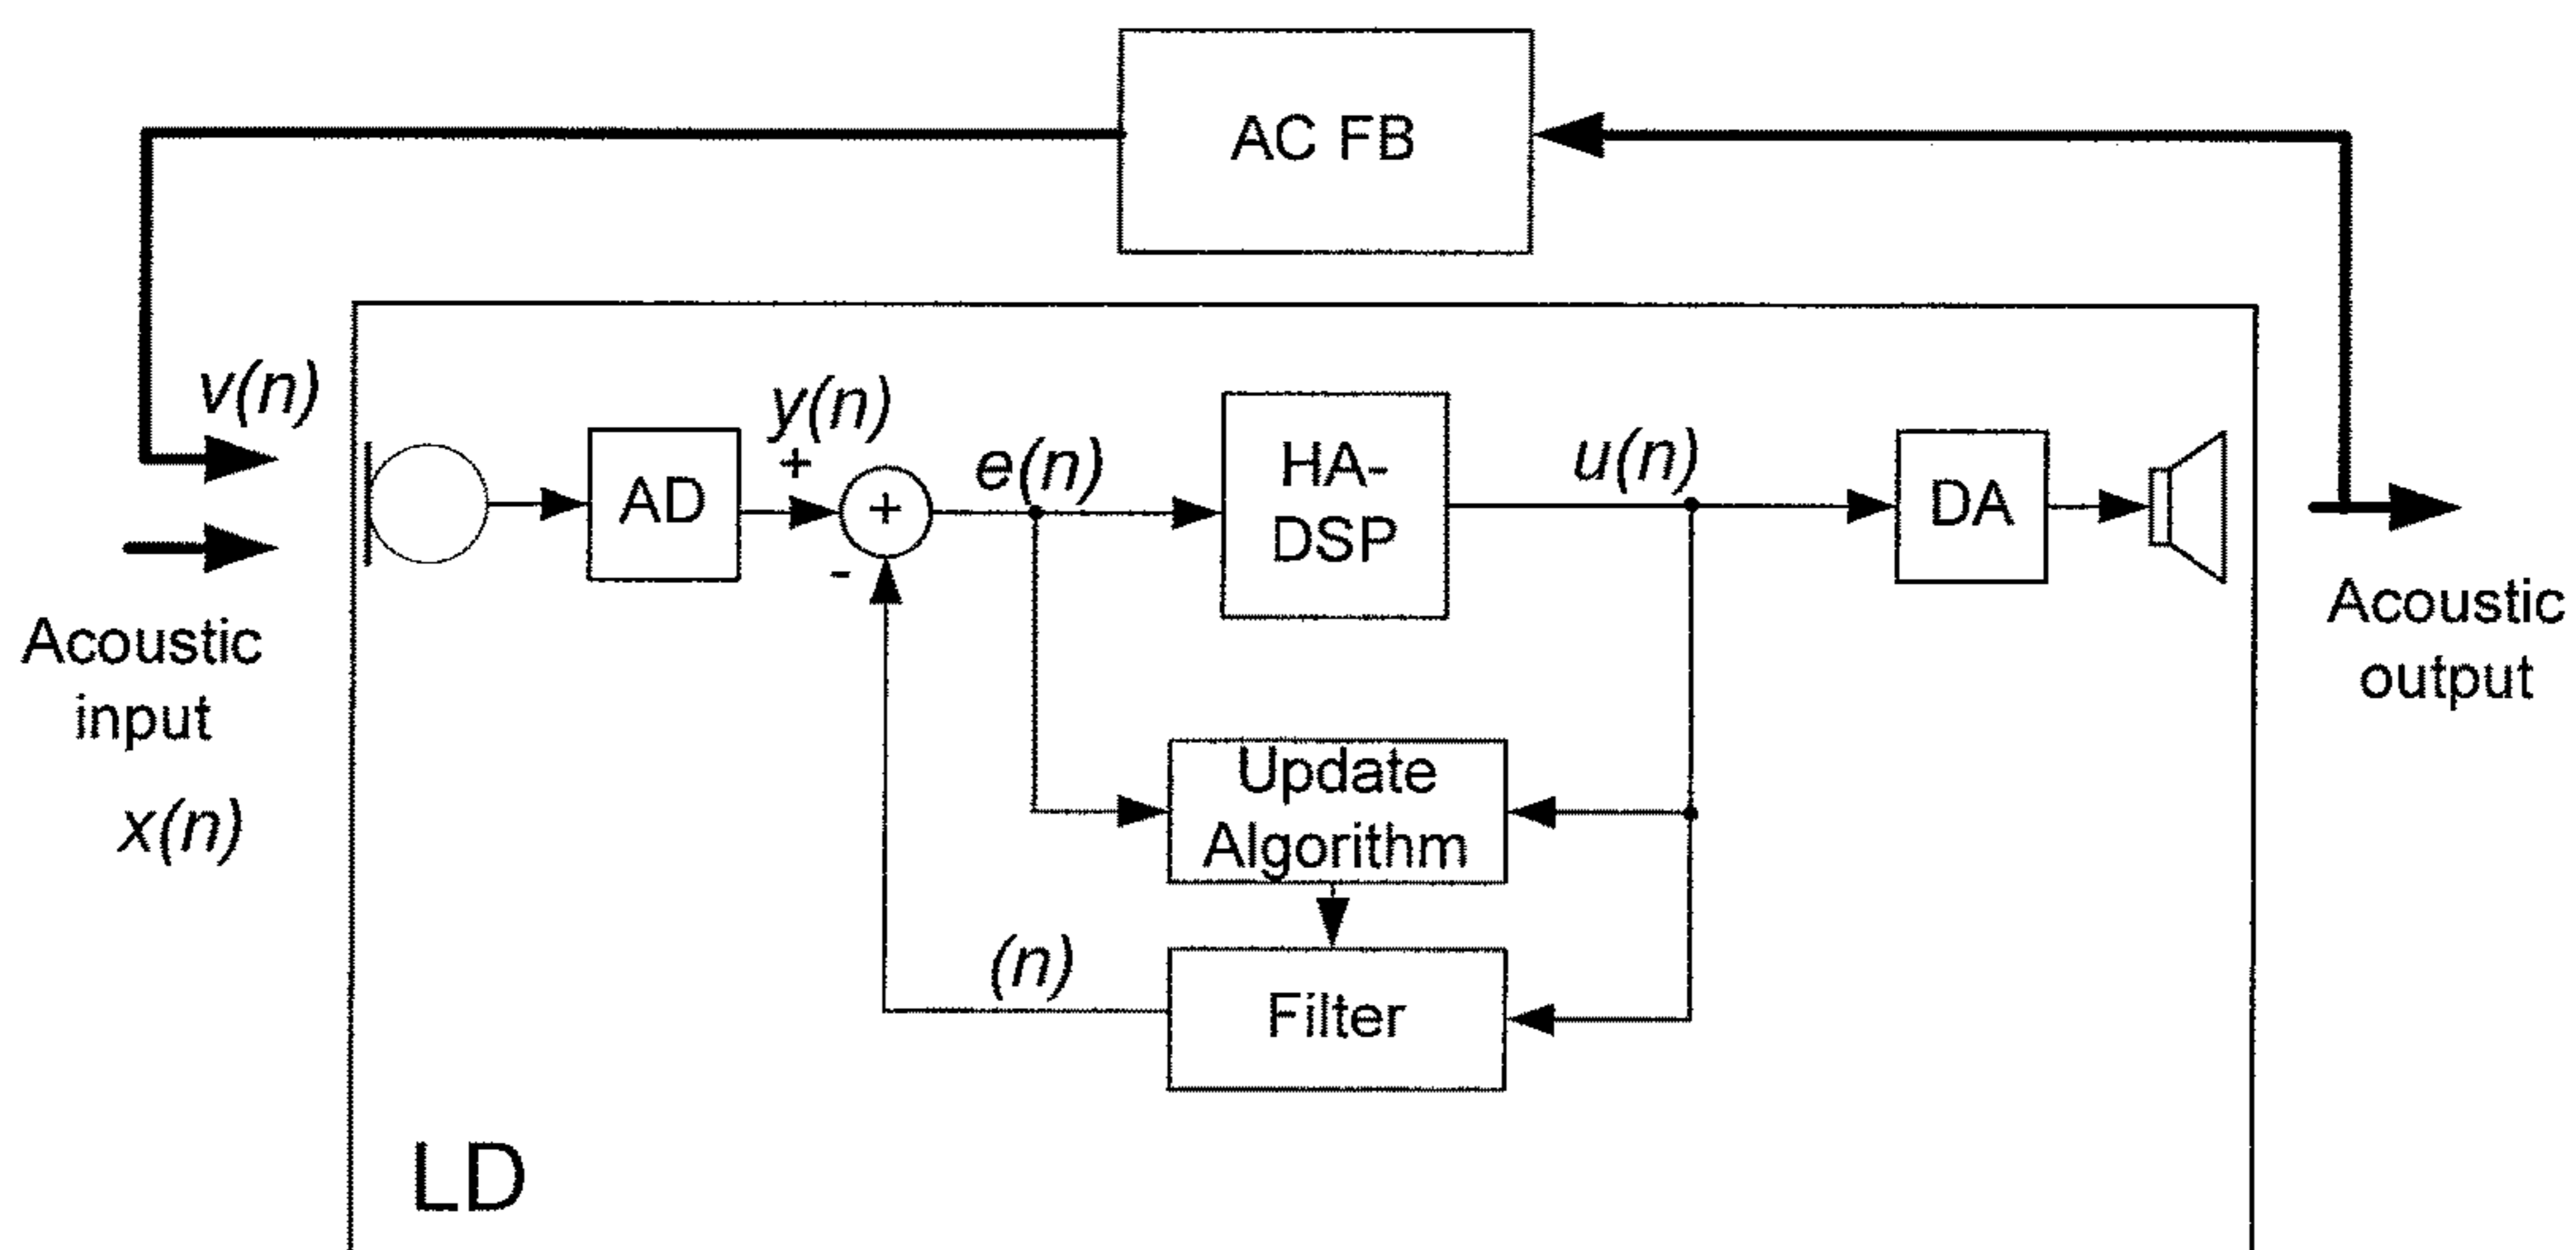 AC FB
v(n)
y(n)
+
AD
+
-
e(n)
HA-
DSP
u(n)
DA
Acoustic
input
x(n)
Acoustic
output
Update
Algorithm
(n)
Filter
LD